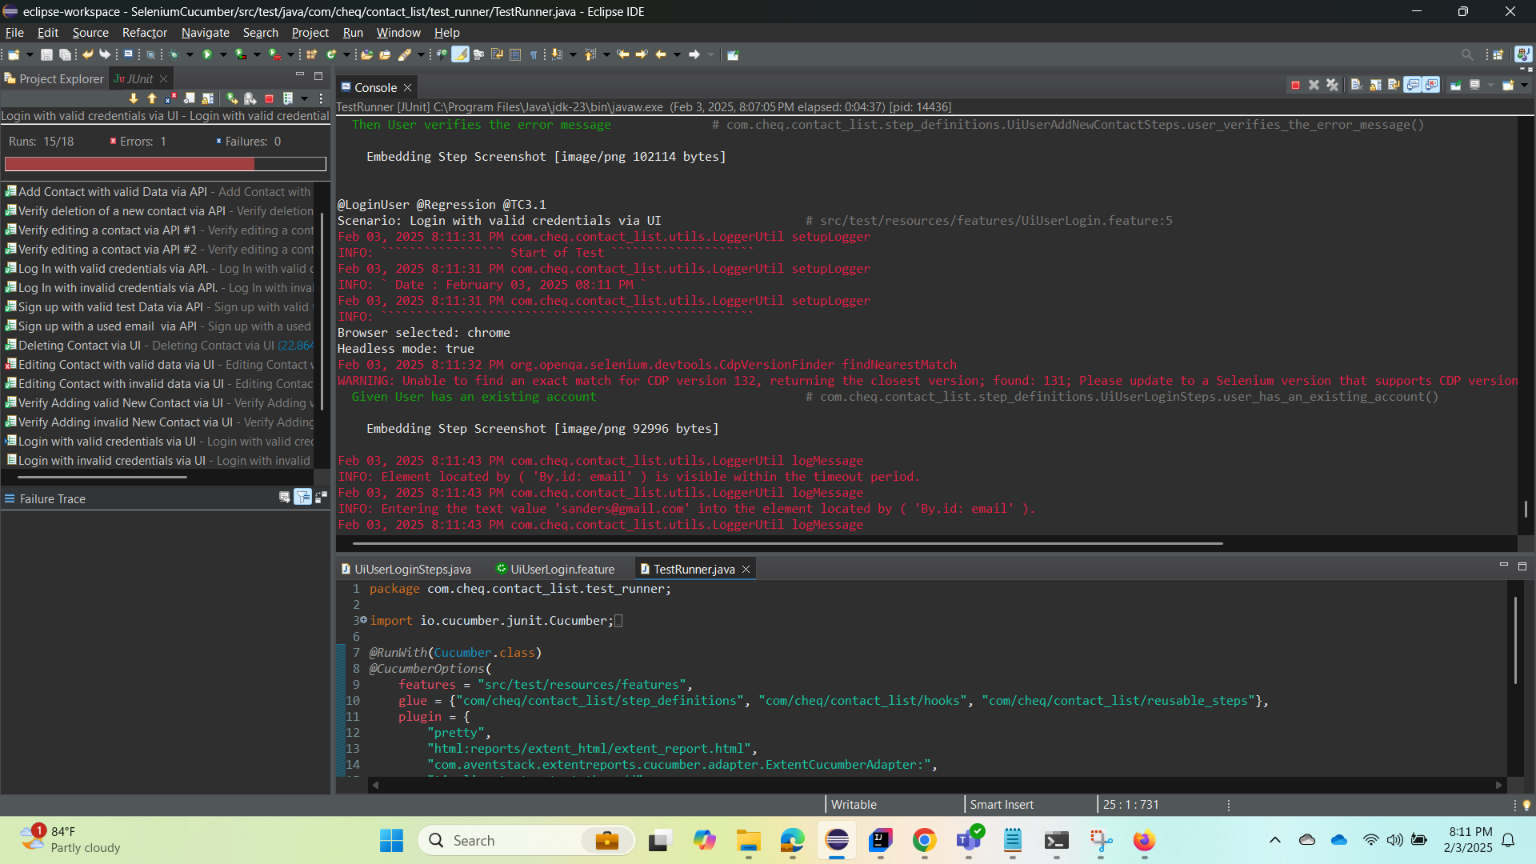 eclipse-workspace - SeleniumCucumber/src/test/java/com/cheq/contact_list/test_runner/TestRunner.java - Eclipse IDE
File Edit Source Refactor Navigate Search Project Run Window Help
Project Explorer JUnit
Console
TestRunner [JUnit] C:\Program Files\Java\jdk-23\bin\javaw.exe (Feb 3, 2025, 8:07:05 PM elapsed: 0:04:37) [pid: 14436]
Login with valid credentials via UI - Login with valid credential
Runs: 15/18 Errors: 1 Failures: 0
Add Contact with valid Data via API - Add Contact with
Verify deletion of a new contact via API - Verify deletion
Verify editing a contact via API #1 - Verify editing a cont
Verify editing a contact via API #2 - Verify editing a cont
Log In with valid credentials via API. - Log In with valid c
Log In with invalid credentials via API. - Log In with inva
Sign up with valid test Data via API - Sign up with valid
Sign up with a used email  via API - Sign up with a used
Deleting Contact via UI - Deleting Contact via UI (22.864
Editing Contact with valid data via UI - Editing Contact v
Editing Contact with invalid data via UI - Editing Contac
Verify Adding valid New Contact via UI - Verify Adding v
Verify Adding invalid New Contact via UI - Verify Adding
Login with valid credentials via UI - Login with valid cred
Login with invalid credentials via UI - Login with invalid
Failure Trace
Then User verifies the error message # com.cheq.contact_list.step_definitions.UiUserAddNewContactSteps.user_verifies_the_error_message()
Embedding Step Screenshot [image/png 102114 bytes]
@LoginUser @Regression @TC3.1
Scenario: Login with valid credentials via UI # src/test/resources/features/UiUserLogin.feature:5
Feb 03, 2025 8:11:31 PM com.cheq.contact_list.utils.LoggerUtil setupLogger
INFO: ````````````````` Start of Test ````````````````````
Feb 03, 2025 8:11:31 PM com.cheq.contact_list.utils.LoggerUtil setupLogger
INFO: ` Date : February 03, 2025 08:11 PM `
Feb 03, 2025 8:11:31 PM com.cheq.contact_list.utils.LoggerUtil setupLogger
INFO: ````````````````````````````````````````````````````
Browser selected: chrome
Headless mode: true
Feb 03, 2025 8:11:32 PM org.openqa.selenium.devtools.CdpVersionFinder findNearestMatch
WARNING: Unable to find an exact match for CDP version 132, returning the closest version; found: 131; Please update to a Selenium version that supports CDP version
Given User has an existing account # com.cheq.contact_list.step_definitions.UiUserLoginSteps.user_has_an_existing_account()
Embedding Step Screenshot [image/png 92996 bytes]
Feb 03, 2025 8:11:43 PM com.cheq.contact_list.utils.LoggerUtil logMessage
INFO: Element located by ( 'By.id: email' ) is visible within the timeout period.
Feb 03, 2025 8:11:43 PM com.cheq.contact_list.utils.LoggerUtil logMessage
INFO: Entering the text value 'sanders@gmail.com' into the element located by ( 'By.id: email' ).
Feb 03, 2025 8:11:43 PM com.cheq.contact_list.utils.LoggerUtil logMessage
UiUserLoginSteps.java UiUserLogin.feature TestRunner.java
1 package com.cheq.contact_list.test_runner;
2
3 import io.cucumber.junit.Cucumber;
6
7 @RunWith(Cucumber.class)
8 @CucumberOptions(
9 features = "src/test/resources/features",
10 glue = {"com/cheq/contact_list/step_definitions", "com/cheq/contact_list/hooks", "com/cheq/contact_list/reusable_steps"},
11 plugin = {
12 "pretty",
13 "html:reports/extent_html/extent_report.html",
14 "com.aventstack.extentreports.cucumber.adapter.ExtentCucumberAdapter:",
Writable Smart Insert 25 : 1 : 731
1 84°F
Partly cloudy
Search
8:11 PM
2/3/2025